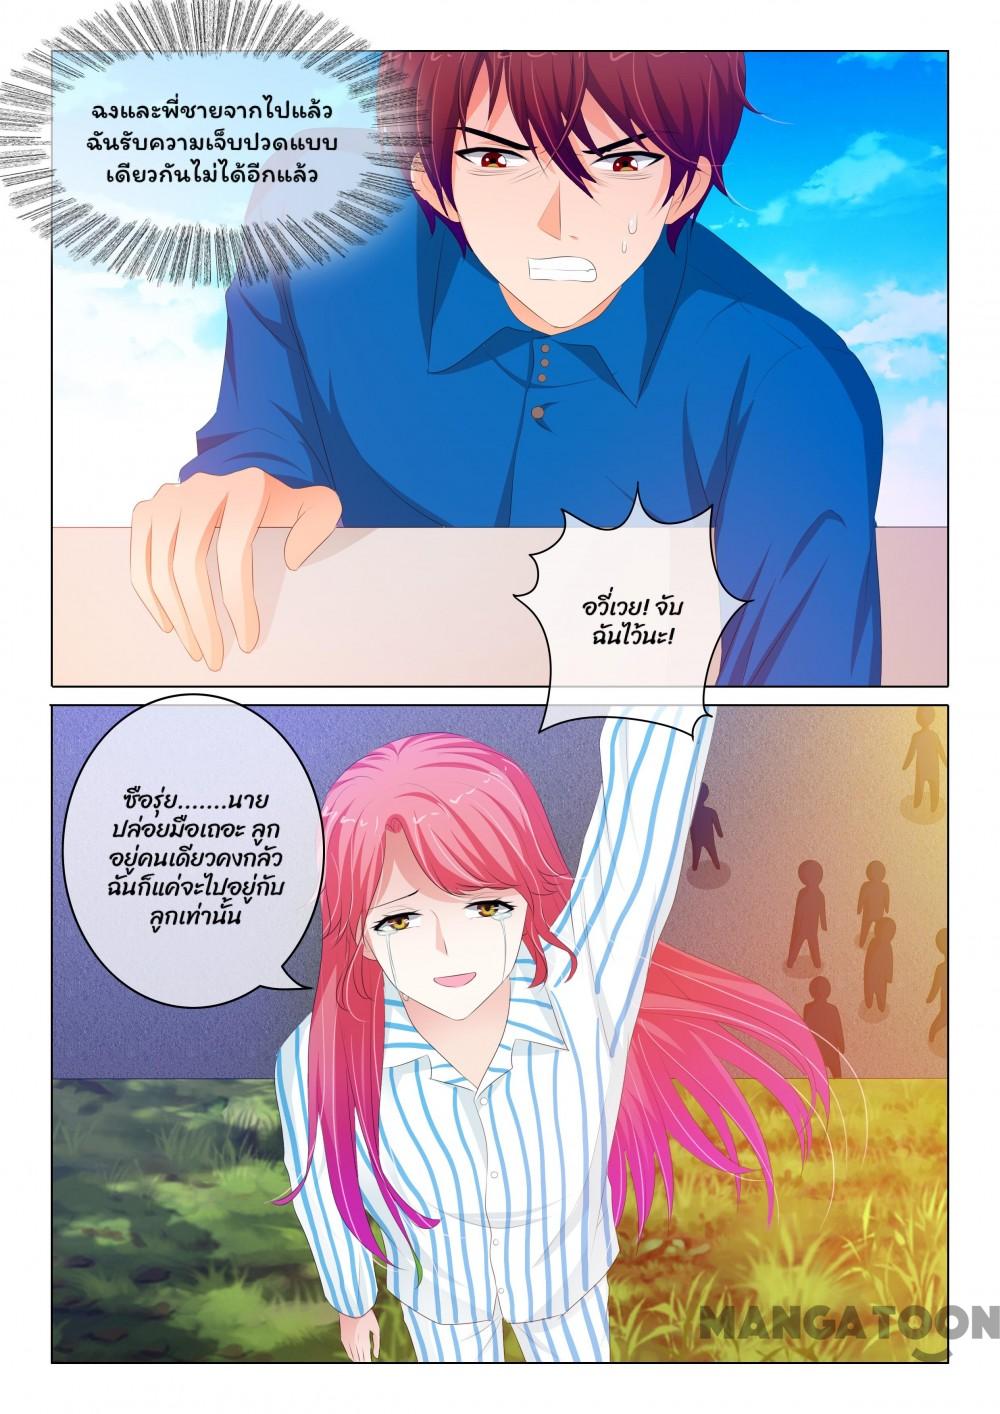 ฉงและพี่ชายจากไปแล้ว
ฉันรับความเจ็บปวดแบบ
เดียวกันไม่ได้อีกแล้ว
อวี่เวย! จับ
ฉันไว้นะ!
ซือรุ่ย.......นาย
ปล่อยมือเถอะ ลูก
อยู่คนเดียวคงกลัว
ฉันก็แค่จะไปอยู่กับ
ลูกเท่านั้น
MANGATOON